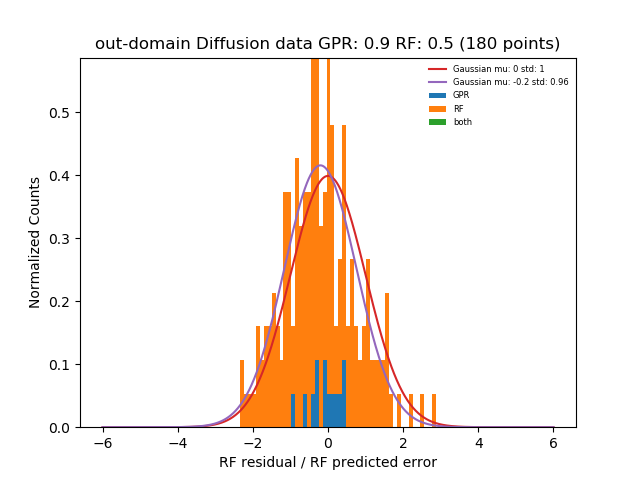 out-domain Diffusion data GPR: 0.9 RF: 0.5 (180 points)
Gaussian mu: 0 std: 1
Gaussian mu: -0.2 std: 0.96
GPR
RF
both
Normalized Counts
0.5
0.4
0.3
0.2
0.1
0.0
−6 −4 −2 0 2 4 6
RF residual / RF predicted error